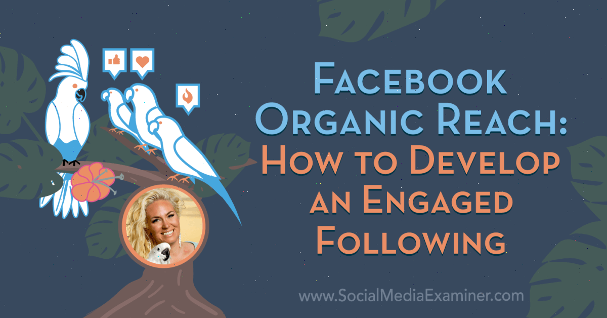 Facebook
Organic Reach:
How to Develop
an Engaged
Following
www.SocialMediaExaminer.com